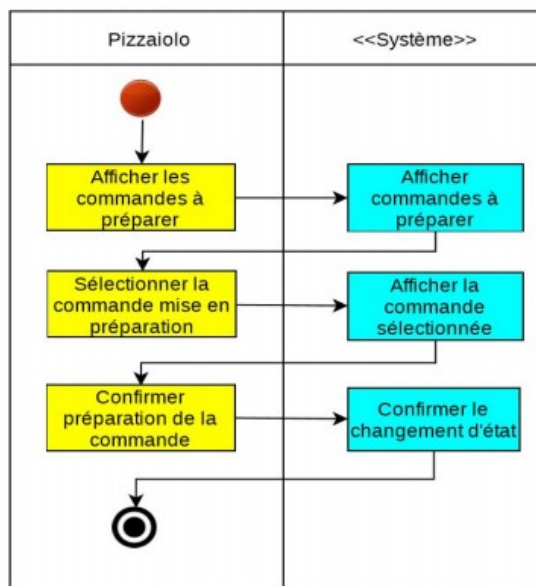 Pizzaiolo
<<Système>>
Afficher les
commandes à
préparer
Afficher
commandes à
préparer
Sélectionner la
commande mise en
préparation
Afficher la
commande
sélectionnée
Confirmer
préparation de la
commande
Confirmer le
changement d'état